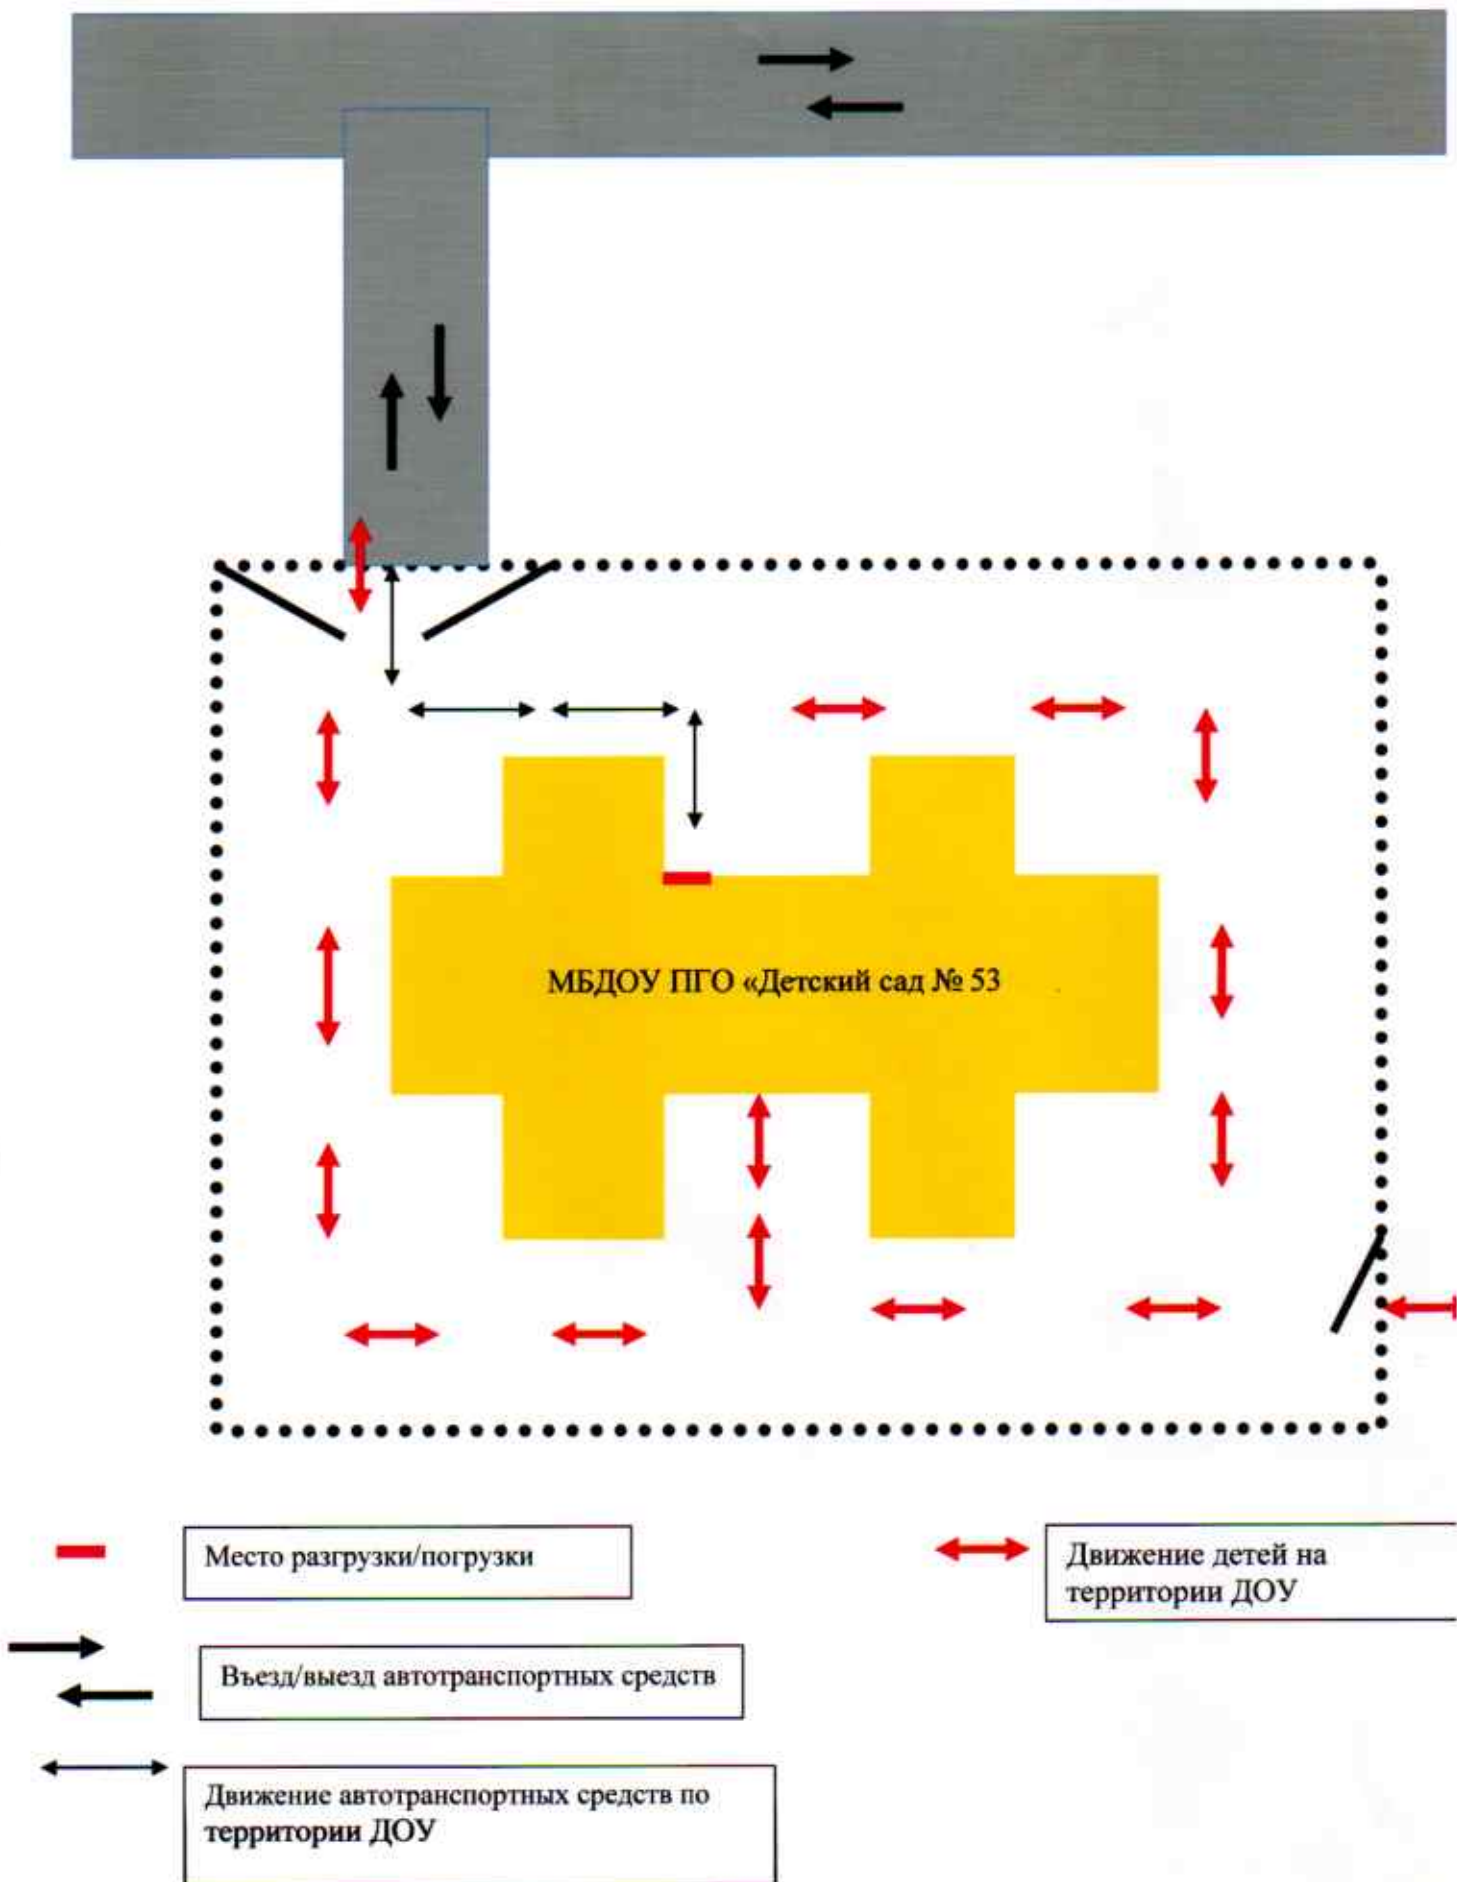 МБДОУ ПГО «Детский сад № 53
Место разгрузки/погрузки
Движение детей на
территории ДОУ
Въезд/выезд автотранспортных средств
Движение автотранспортных средств по
территории ДОУ